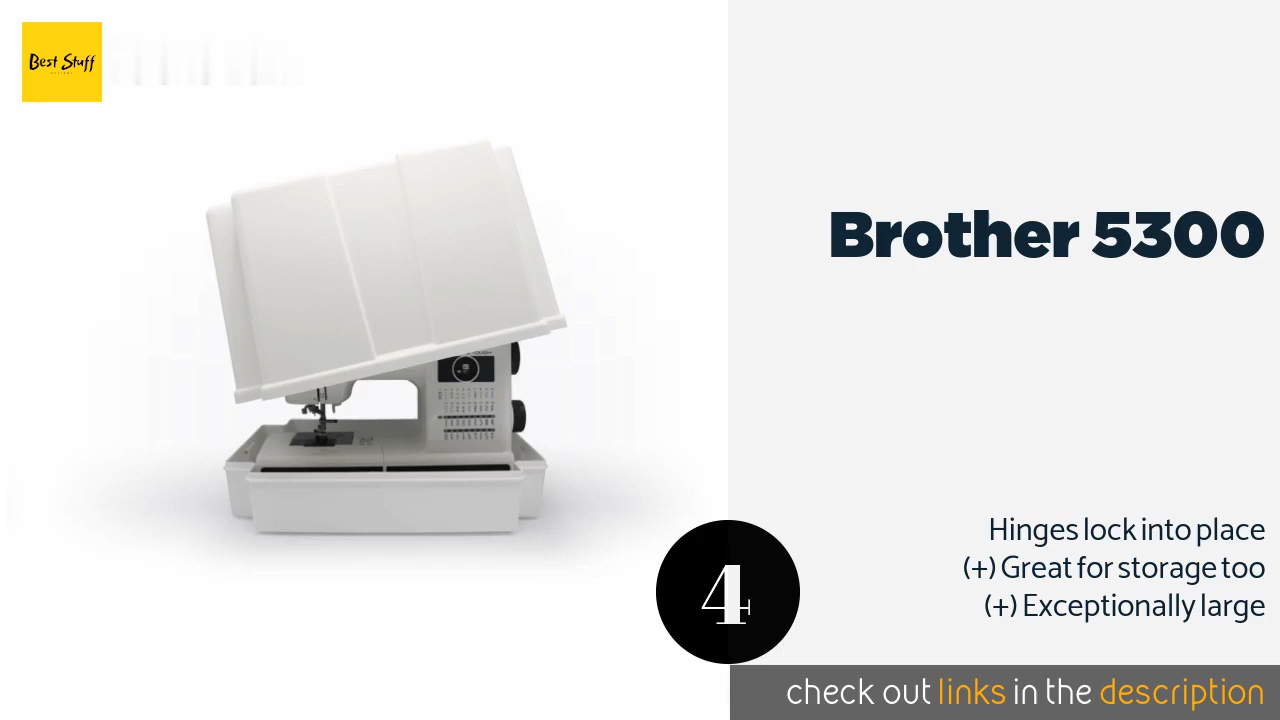 Best Stuff
Brother 5300
Hinges lock into place
(+) Great for storage too
(+) Exceptionally large
4
check out links in the description